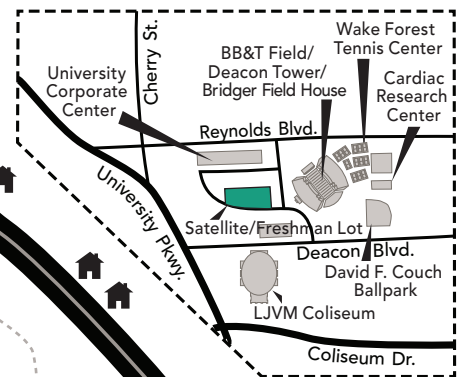 Wake Forest
Tennis Center
BB&T Field/
Deacon Tower/
Bridger Field House
Cherry St.
University
Corporate
Center
Cardiac
Research
Center
Reynolds Blvd.
University Pkwy.
Satellite/Freshman Lot
Deacon Blvd.
David F. Couch
Ballpark
LJVM Coliseum
Coliseum Dr.